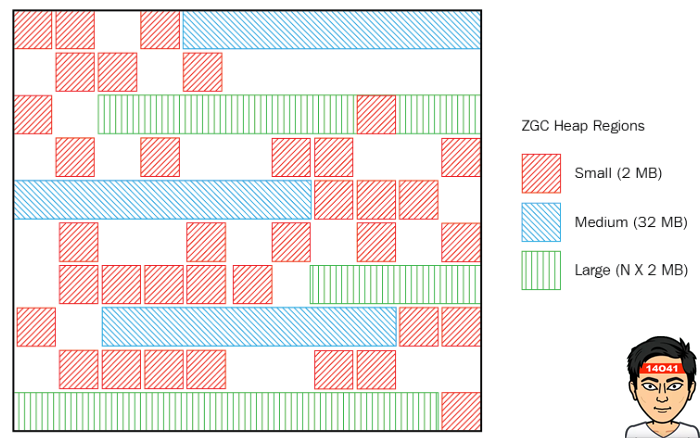 ZGC Heap Regions
Small (2 MB)
Medium (32 MB)
Large (N X 2 MB)
14041